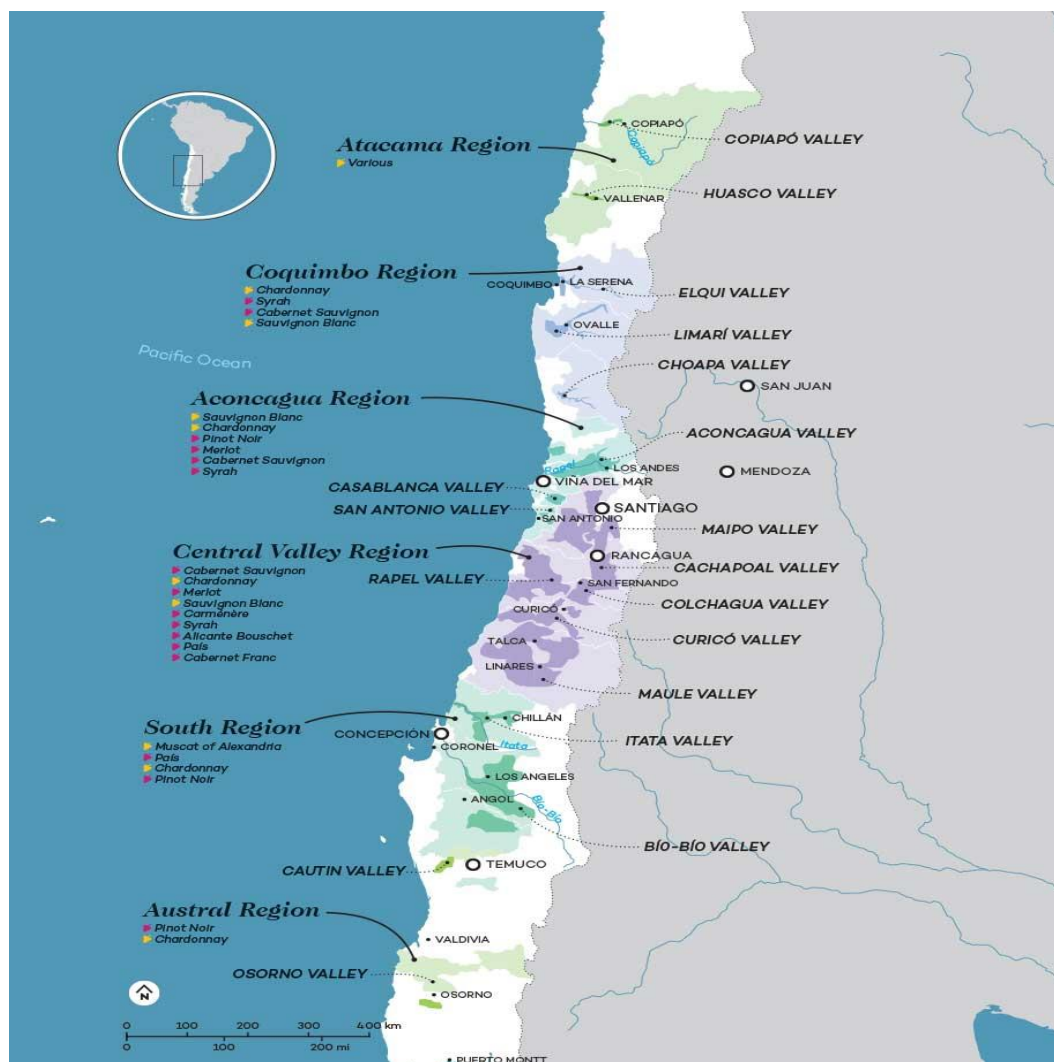 COPIAPÓ
Copiapó
COPIAPÓ VALLEY
Atacama Region
Various
HUASCO VALLEY
VALLENAR
Coquimbo Region
Chardonnay
Syrah
Cabernet Sauvignon
Sauvignon Blanc
COQUIMBO
LA SERENA
ELQUI VALLEY
OVALLE
LIMARÍ VALLEY
Pacific Ocean
CHOAPA VALLEY
SAN JUAN
Aconcagua Region
Sauvignon Blanc
Chardonnay
Pinot Noir
Merlot
Cabernet Sauvignon
Syrah
ACONCAGUA VALLEY
Rapel
LOS ANDES
MENDOZA
VIÑA DEL MAR
CASABLANCA VALLEY
SAN ANTONIO VALLEY
SANTIAGO
SAN ANTONIO
MAIPO VALLEY
Central Valley Region
Cabernet Sauvignon
Chardonnay
Merlot
Sauvignon Blanc
Carménère
Syrah
Alicante Bouschet
País
Cabernet Franc
RANCAGUA
CACHAPOAL VALLEY
RAPEL VALLEY
SAN FERNANDO
COLCHAGUA VALLEY
CURICÓ
CURICÓ VALLEY
TALCA
LINARES
MAULE VALLEY
South Region
Muscat of Alexandria
País
Chardonnay
Pinot Noir
CHILLÁN
CONCEPCIÓN
ITATA VALLEY
CORONEL
Itata
LOS ANGELES
ANGOL
Bío-Bío
BÍO-BÍO VALLEY
CAUTIN VALLEY
TEMUCO
Austral Region
Pinot Noir
Chardonnay
VALDIVIA
OSORNO VALLEY
OSORNO
N
0 100 200 300 400 km
0 100 200 mi
PUERTO MONTT